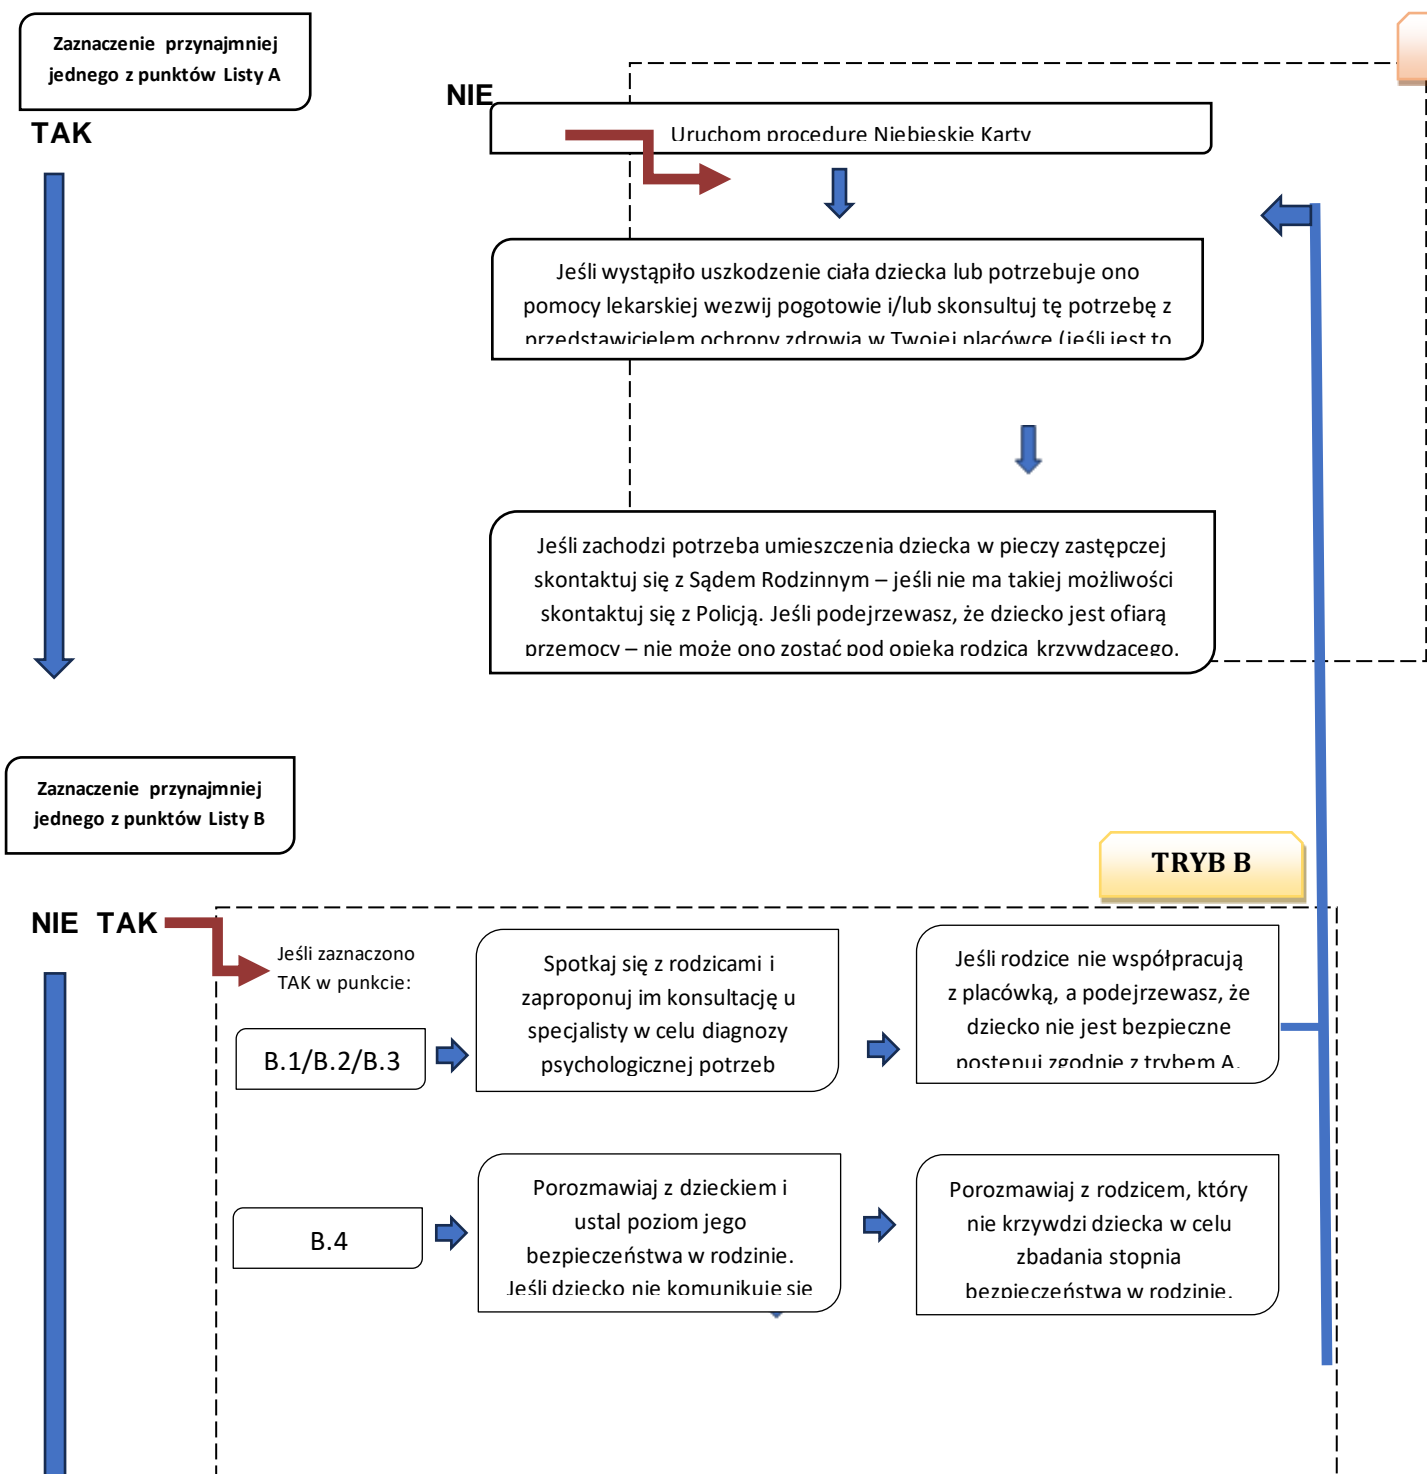 Zaznaczenie przynajmniej
jednego z punktów Listy A
TAK
NIE
Uruchom procedurę Niebieskie Karty
Jeśli wystąpiło uszkodzenie ciała dziecka lub potrzebuje ono
pomocy lekarskiej wezwij pogotowie i/lub skonsultuj tę potrzebę z
przedstawicielem ochrony zdrowia w Twojej placówce (jeśli jest to
Jeśli zachodzi potrzeba umieszczenia dziecka w pieczy zastępczej
skontaktuj się z Sądem Rodzinnym – jeśli nie ma takiej możliwości
skontaktuj się z Policją. Jeśli podejrzewasz, że dziecko jest ofiarą
przemocy – nie może ono zostać pod opieką rodzica krzywdzącego.
Zaznaczenie przynajmniej
jednego z punktów Listy B
TRYB B
NIE TAK
Jeśli zaznaczono
TAK w punkcie:
B.1/B.2/B.3
Spotkaj się z rodzicami i
zaproponuj im konsultację u
specjalisty w celu diagnozy
psychologicznej potrzeb
Jeśli rodzice nie współpracują
z placówką, a podejrzewasz, że
dziecko nie jest bezpieczne
postępuj zgodnie z trybem A.
B.4
Porozmawiaj z dzieckiem i
ustal poziom jego
bezpieczeństwa w rodzinie.
Jeśli dziecko nie komunikuje się
Porozmawiaj z rodzicem, który
nie krzywdzi dziecka w celu
zbadania stopnia
bezpieczeństwa w rodzinie.